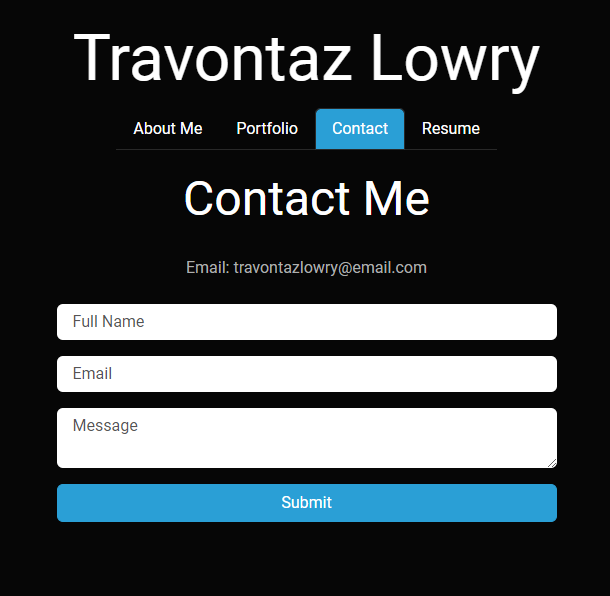 Travontaz Lowry
About Me Portfolio Contact Resume
Contact Me
Email: travontazlowry@email.com
Full Name
Email
Message
Submit